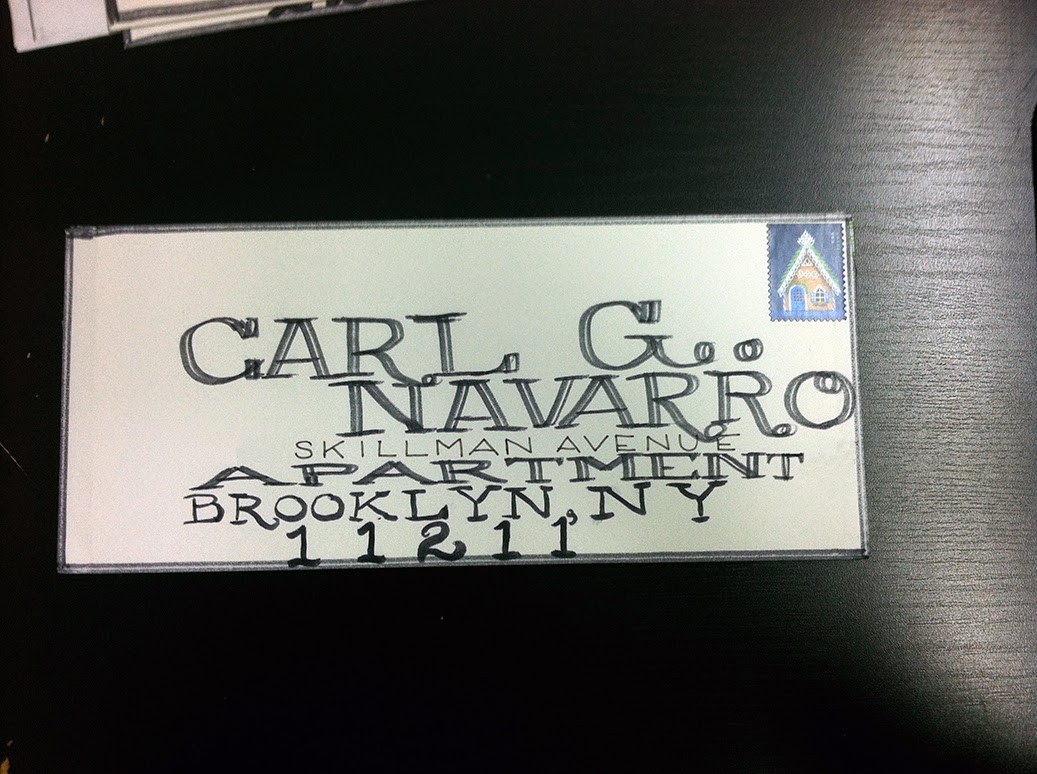 CARL. G..
NAVARRO
SKILLMAN AVENUE
APARTMENT
BROOKLYN, NY
11211